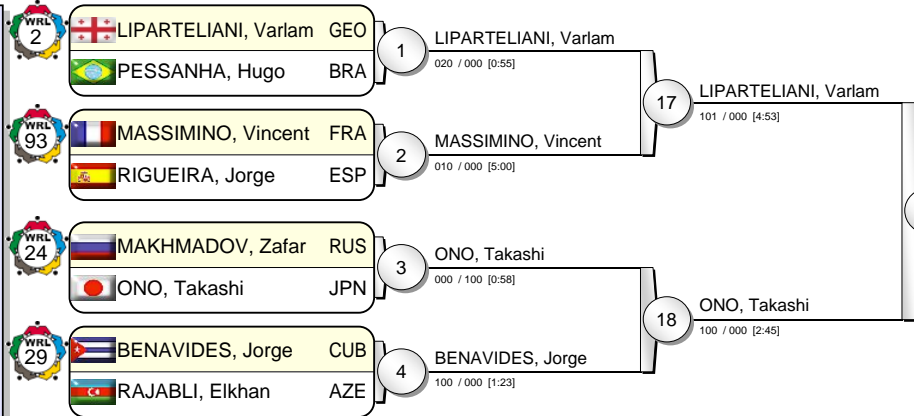 WRL
2
LIPARTELIANI, Varlam GEO
PESSANHA, Hugo BRA
1
LIPARTELIANI, Varlam
020 / 000 [0:55]
WRL
93
MASSIMINO, Vincent FRA
RIGUEIRA, Jorge ESP
2
MASSIMINO, Vincent
010 / 000 [5:00]
17
LIPARTELIANI, Varlam
101 / 000 [4:53]
WRL
24
MAKHMADOV, Zafar RUS
ONO, Takashi JPN
3
ONO, Takashi
000 / 100 [0:58]
WRL
29
BENAVIDES, Jorge CUB
RAJABLI, Elkhan AZE
4
BENAVIDES, Jorge
100 / 000 [1:23]
18
ONO, Takashi
100 / 000 [2:45]